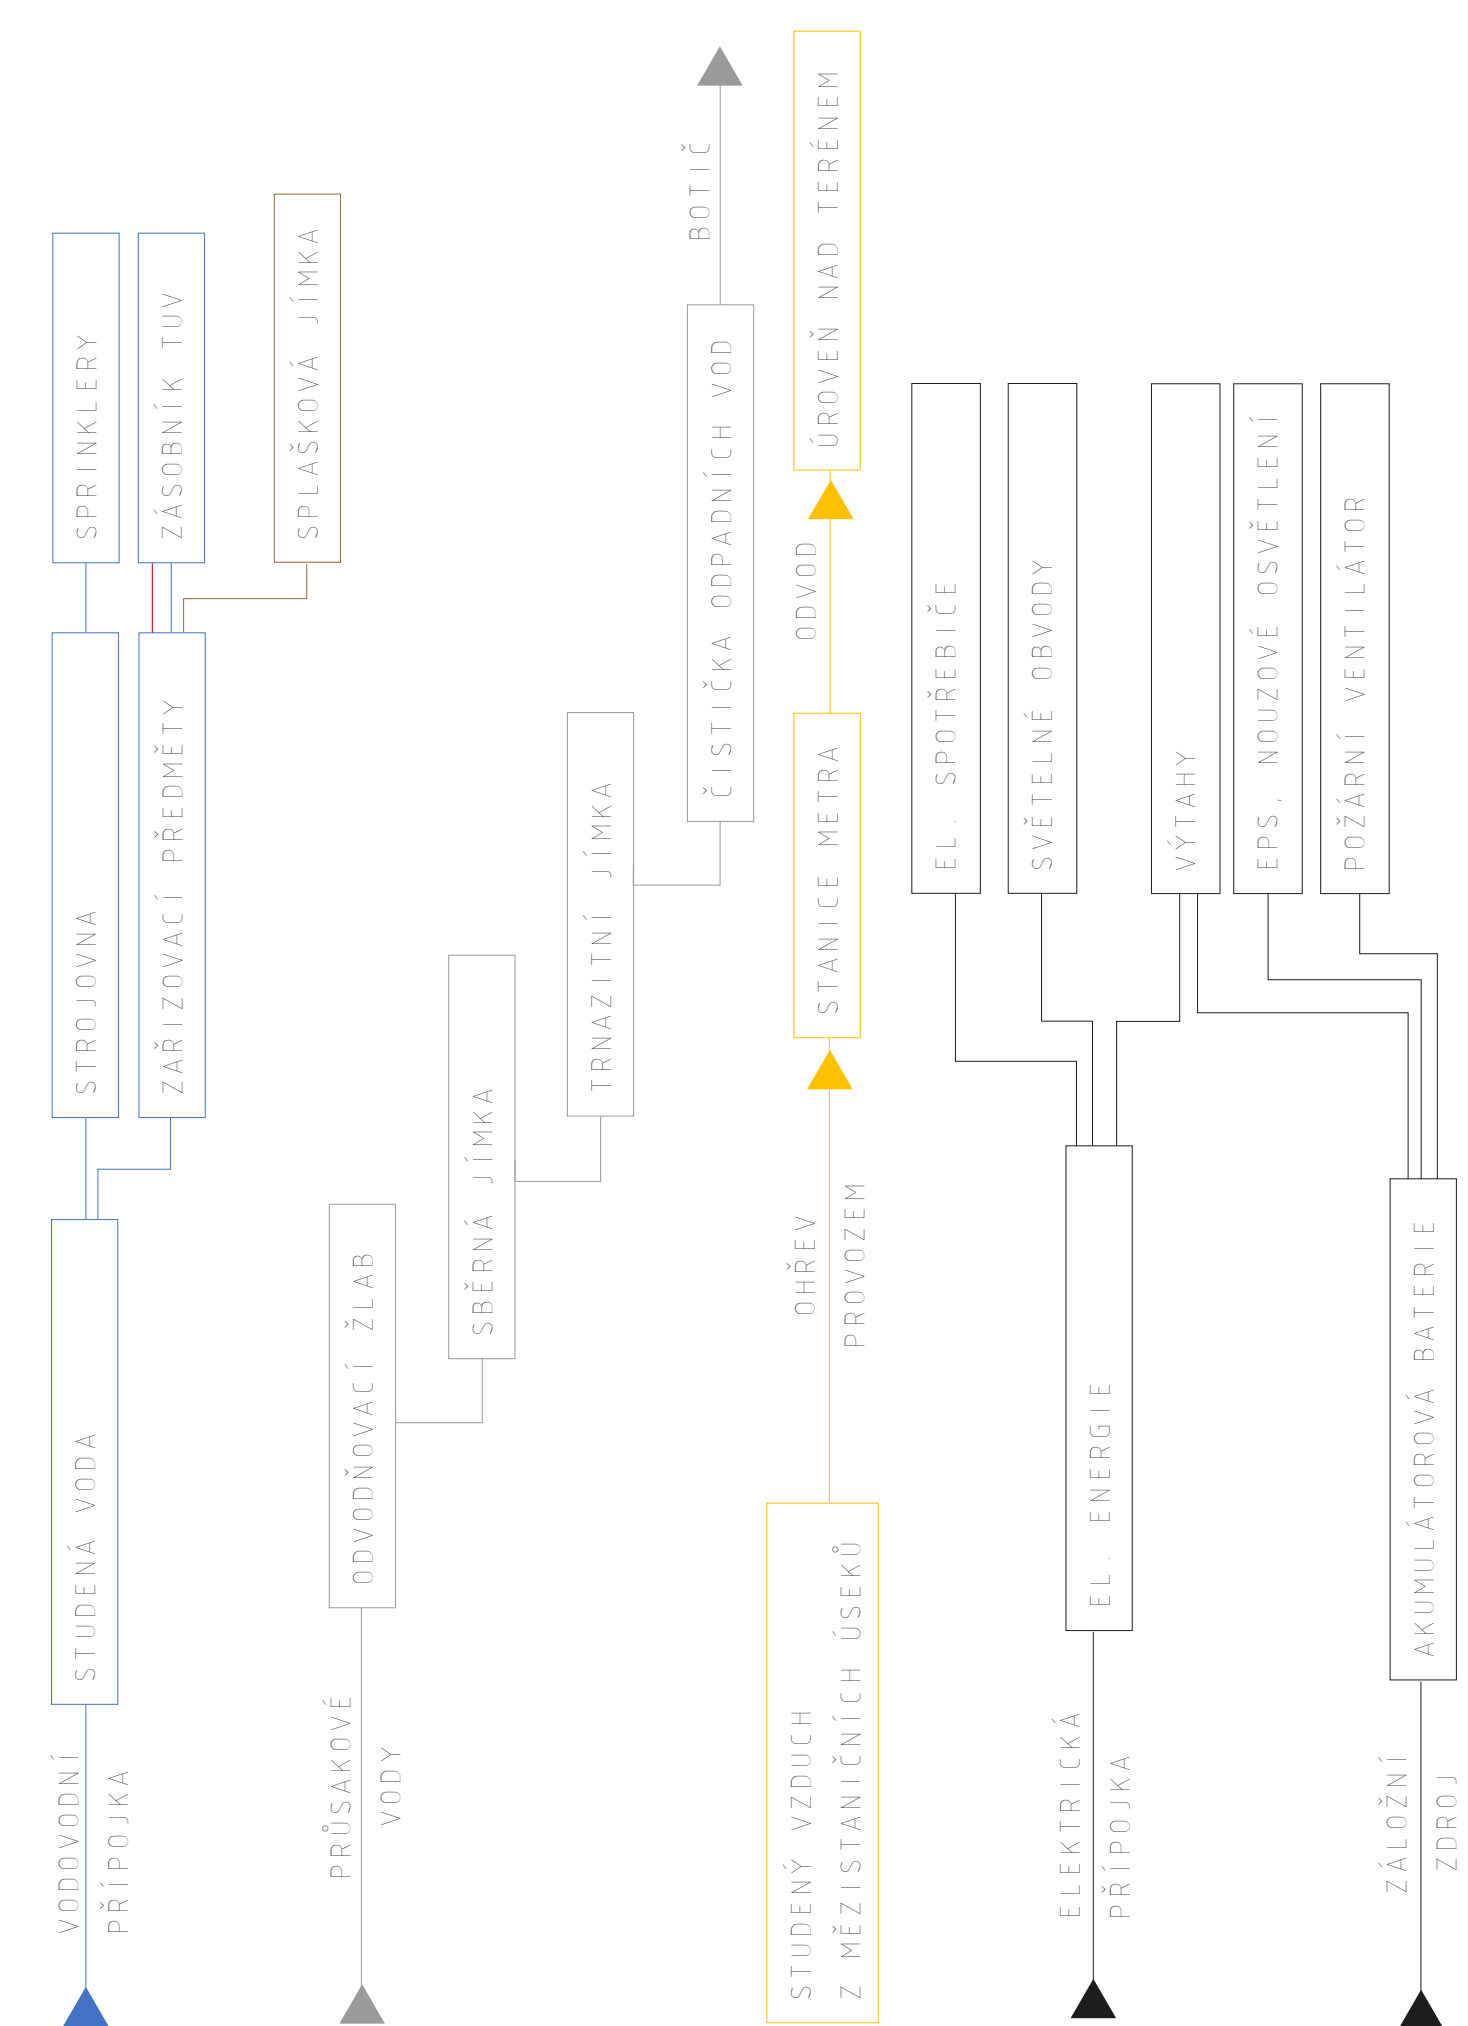 VODOVODNÍ
PŘÍPOJKA
STUDENÁ VODA
STROJOVNA
ZAŘIZOVACÍ PŘEDMĚTY
SPRINKLERY
ZÁSOBNÍK TUV
SPLÁŠKOVÁ JÍMKA
PRŮSAKOVÉ
VODY
ODVODŇOVACÍ ŽLAB
SBĚRNÁ JÍMKA
TRNAZITNÍ JÍMKA
ČISTIČKA ODPADNÍCH VOD
BOTIČ
STUDENÝ VZDUCH
Z MĚZISTANIČNÍCH ÚSEKŮ
OHŘEV
PROVOZEM
STANICE METRA
ODVOD
ÚROVEŇ NAD TERÉNEM
ELEKTRICKÁ
PŘÍPOJKA
EL. ENERGIE
EL. SPOTŘEBIČE
SVĚTELNÉ OBVODY
VÝTAHY
EPS, NOUZOVÉ OSVĚTLENÍ
POŽÁRNÍ VENTILÁTOR
ZÁLOŽNÍ
ZDROJ
AKUMULÁTOROVÁ BATERIE